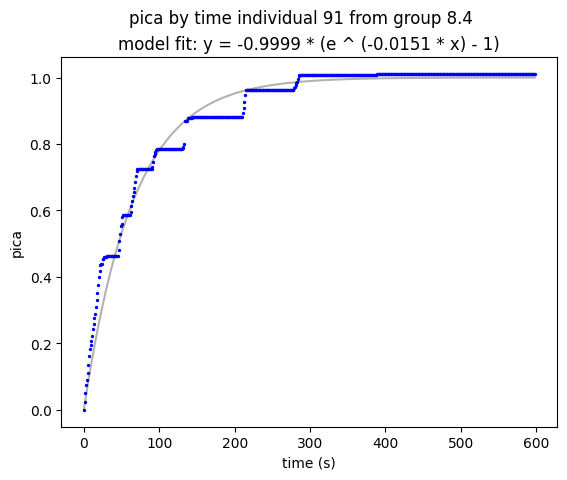 pica by time individual 91 from group 8.4
model fit: y = -0.9999 * (e ^ (-0.0151 * x) - 1)
1.0
0.8
0.6
0.4
0.2
0.0
pica
0 100 200 300 400 500 600
time (s)